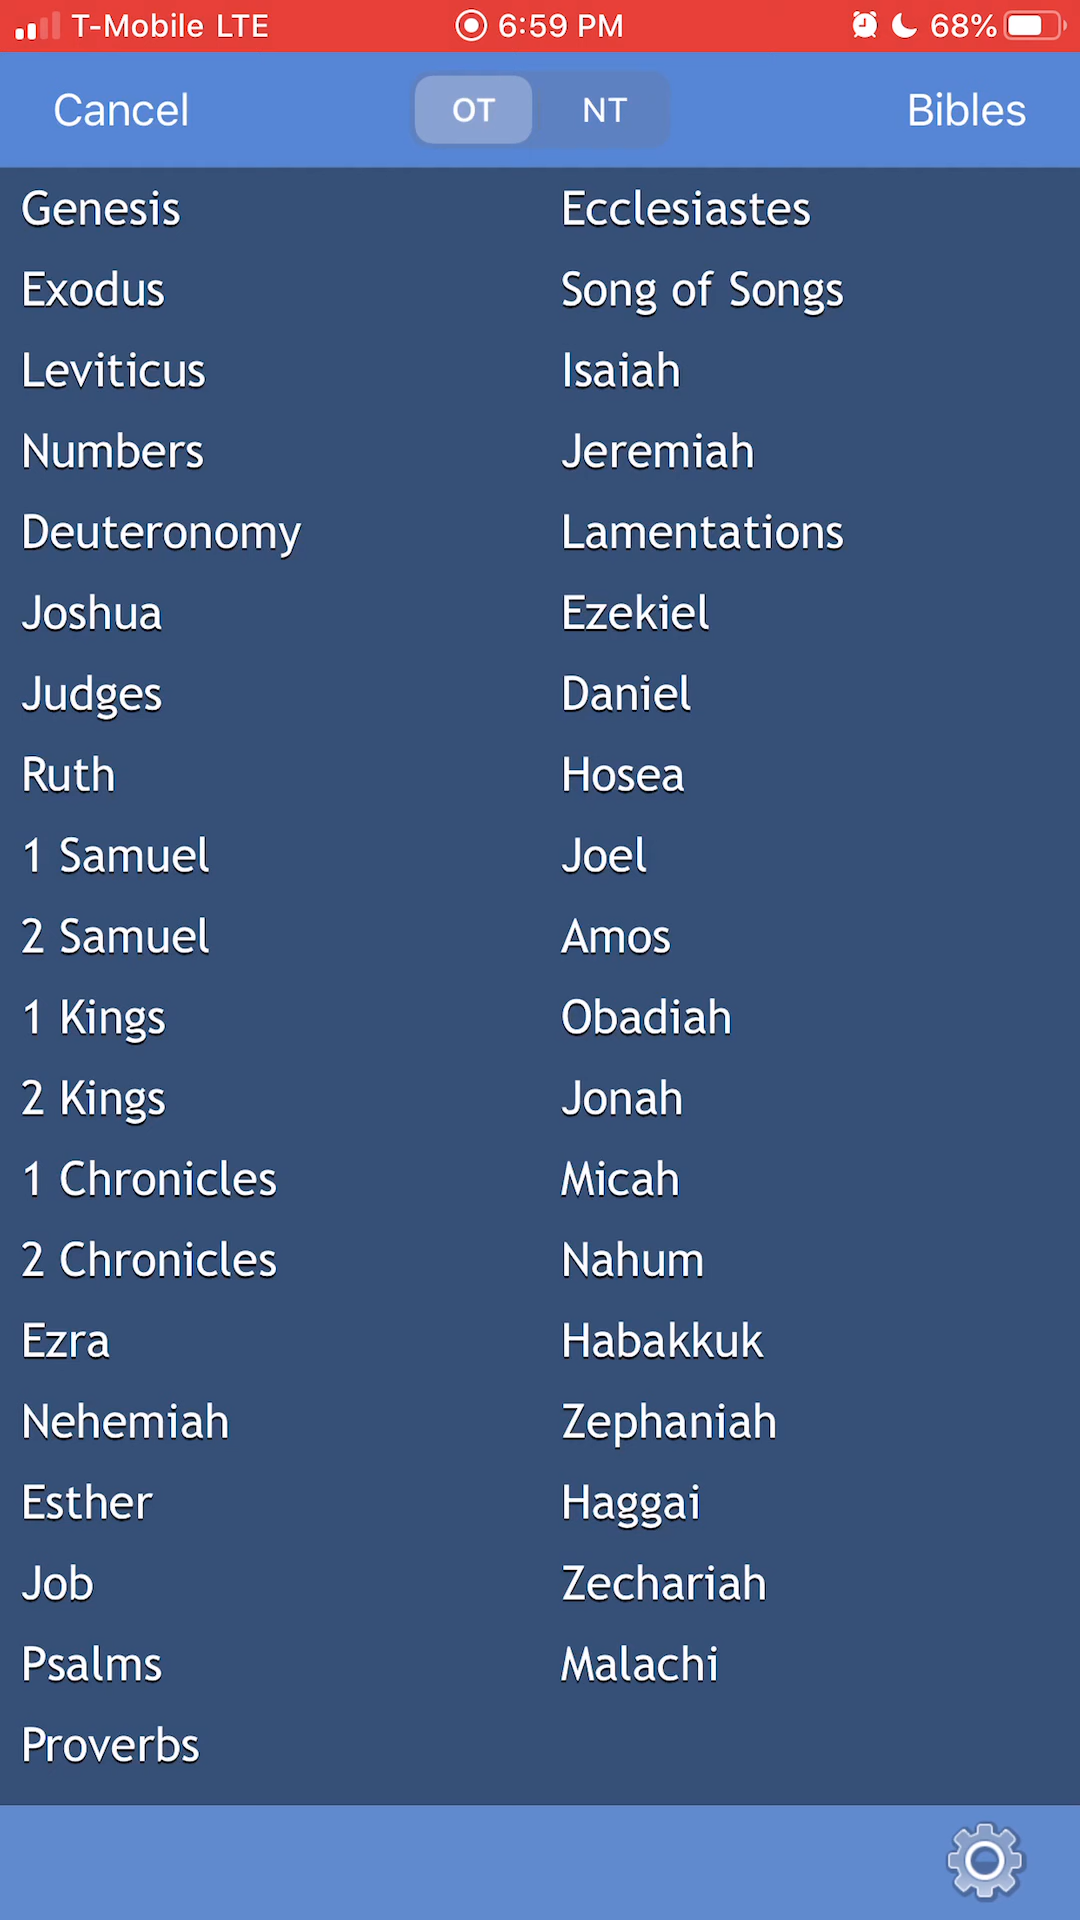 T-Mobile LTE 6:59 PM 68%
Cancel OT NT Bibles
Genesis
Exodus
Leviticus
Numbers
Deuteronomy
Joshua
Judges
Ruth
1 Samuel
2 Samuel
1 Kings
2 Kings
1 Chronicles
2 Chronicles
Ezra
Nehemiah
Esther
Job
Psalms
Proverbs
Ecclesiastes
Song of Songs
Isaiah
Jeremiah
Lamentations
Ezekiel
Daniel
Hosea
Joel
Amos
Obadiah
Jonah
Micah
Nahum
Habakkuk
Zephaniah
Haggai
Zechariah
Malachi